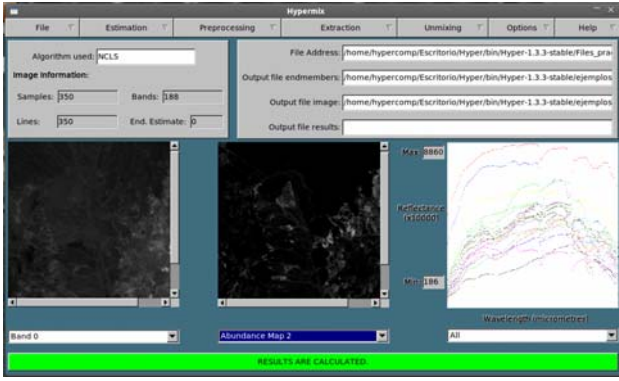 Hypermix
File Estimation Preprocessing Extraction Unmixing Options Help
Algorithm used: NCLS
Image Information:
Samples: 350 Bands: 188
Lines: 350 End. Estimate: 0
File Address: /home/hypercomp/Escritorio/Hyper/bin/Hyper-1.3.3-stable/Files_pra
Output file endmembers: /home/hypercomp/Escritorio/Hyper/bin/Hyper-1.3.3-stable/ejemplos
Output file image: /home/hypercomp/Escritorio/Hyper/bin/Hyper-1.3.3-stable/ejemplos
Output file results:
Max: 8860
Reflectance
(x10000)
Min: 186
Wavelength (micrometres)
Band 0
Abundance Map 2
All
RESULTS ARE CALCULATED.